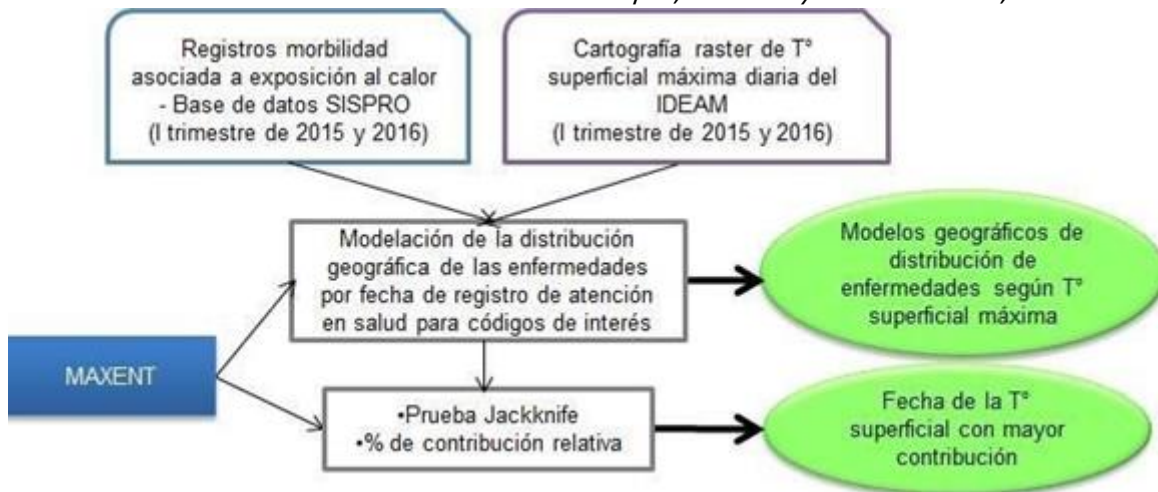 Registros morbilidad
asociada a exposición al calor
- Base de datos SISPRO
(I trimestre de 2015 y 2016)
Cartografía raster de T°
superficial máxima diaria del
IDEAM
(I trimestre de 2015 y 2016)
Modelación de la distribución
geográfica de las enfermedades
por fecha de registro de atención
en salud para códigos de interés
Modelos geográficos de
distribución de
enfermedades según T°
superficial máxima
MAXENT
•Prueba Jackknife
•% de contribución relativa
Fecha de la T°
superficial con mayor
contribución